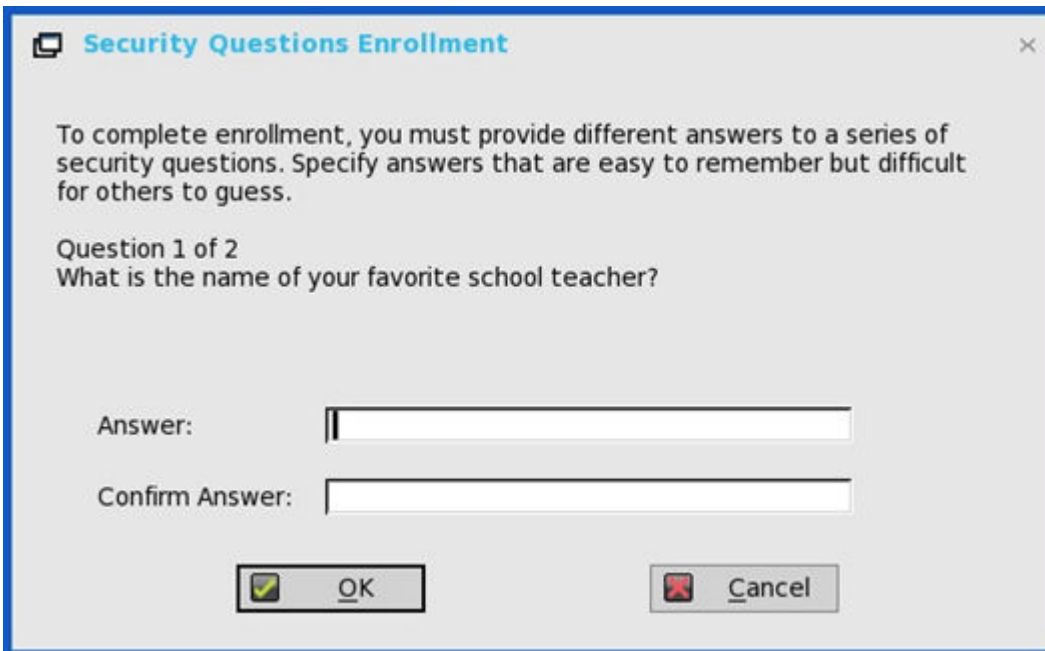 Security Questions Enrollment
To complete enrollment, you must provide different answers to a series of
security questions. Specify answers that are easy to remember but difficult
for others to guess.
Question 1 of 2
What is the name of your favorite school teacher?
Answer:
Confirm Answer:
OK
Cancel